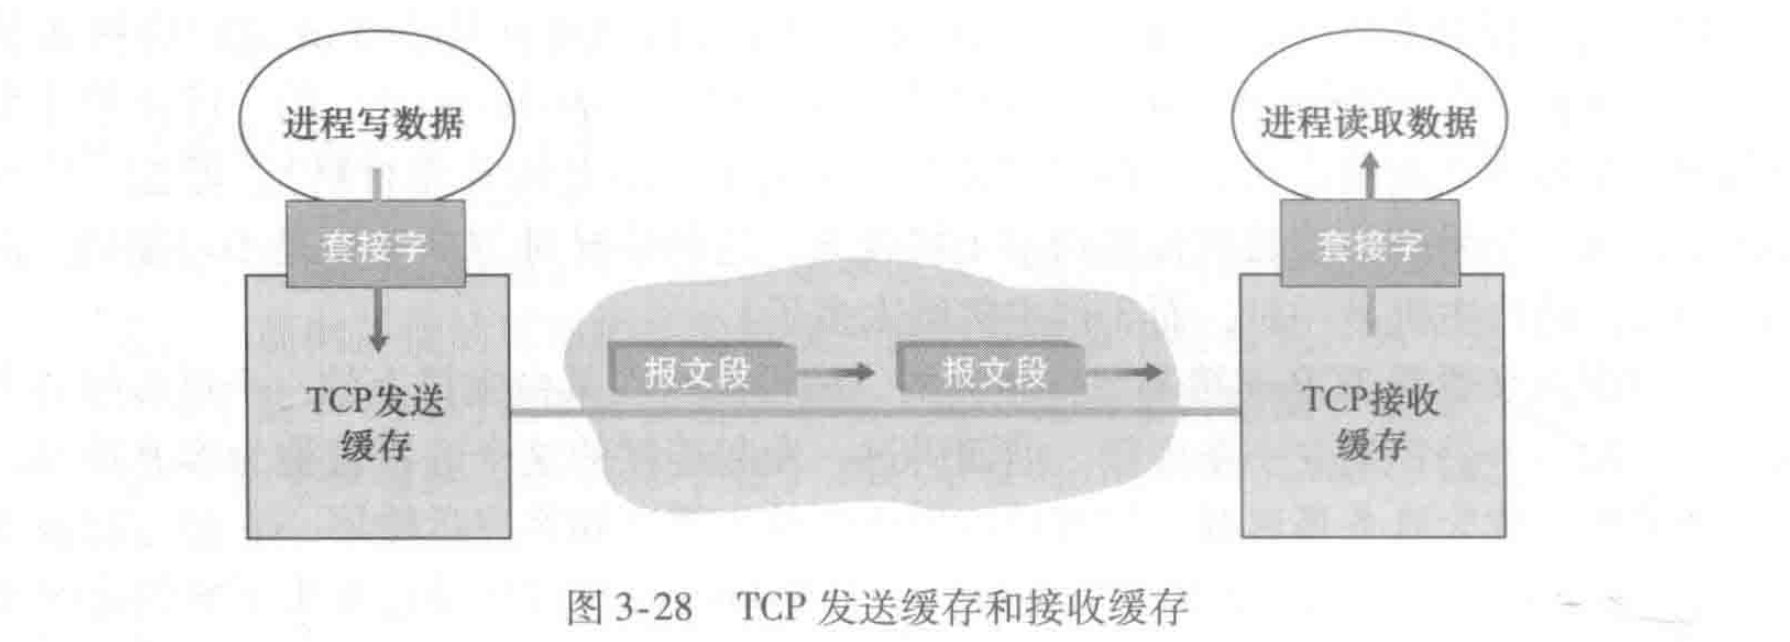 进程写数据
进程读取数据
套接字
套接字
报文段
报文段
TCP发送
缓存
TCP接收
缓存
图 3-28 TCP 发送缓存和接收缓存